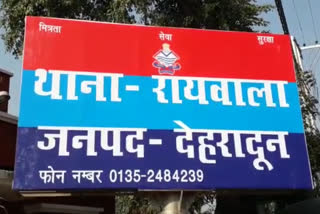 मित्रता सेवा सुरक्षा
थाना- रायवाला
जनपद- देहरादून
फोन नम्बर 0135-2484239